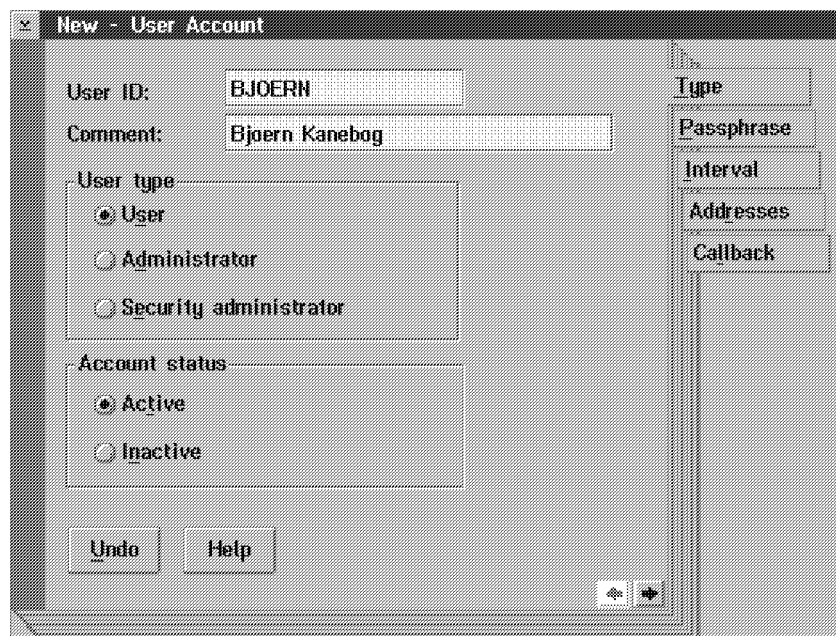 New - User Account
User ID: BJOERN
Comment: Bjoern Kanebog
User type
User
Administrator
Security administrator
Account status
Active
Inactive
Undo Help
Type
Passphrase
Interval
Addresses
Callback